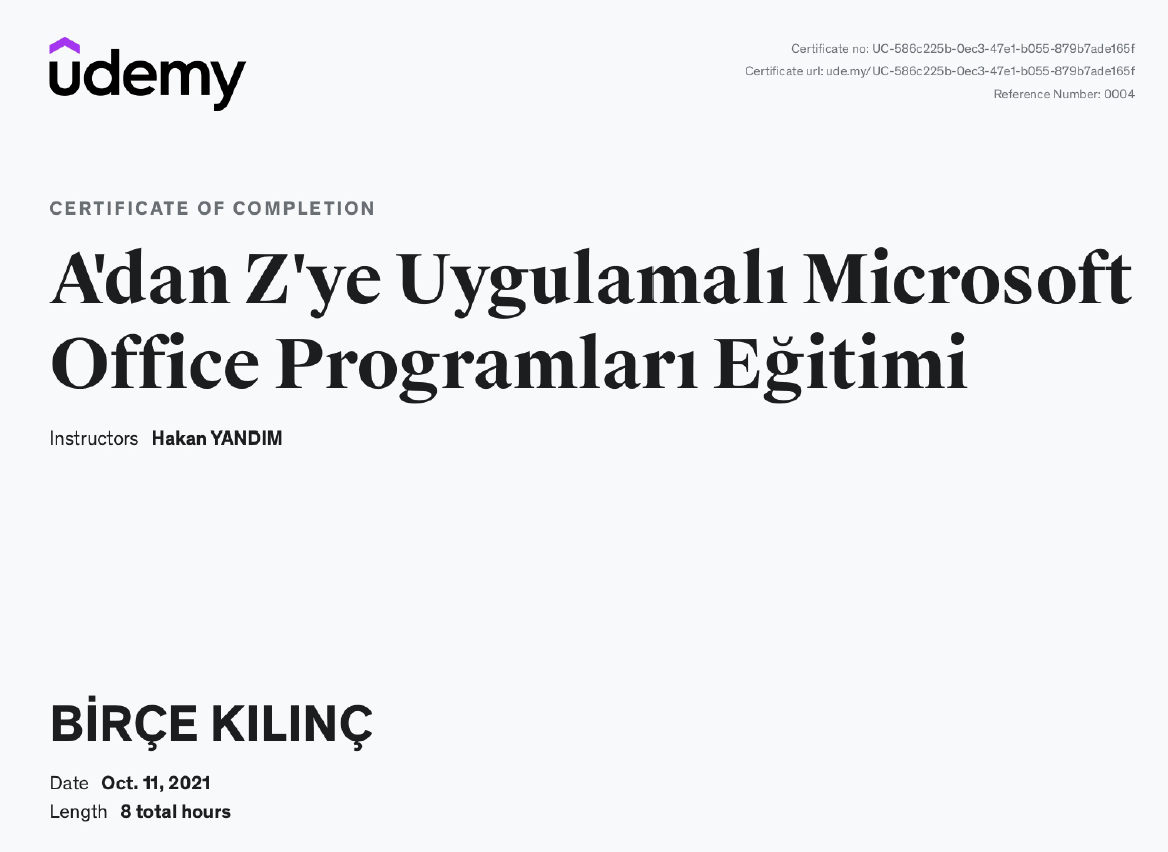 udemy
Certificate no: UC-586c225b-0ec3-47e1-b055-879b7ade165f
Certificate url: ude.my/UC-586c225b-0ec3-47e1-b055-879b7ade165f
Reference Number: 0004
CERTIFICATE OF COMPLETION
A'dan Z'ye Uygulamalı Microsoft
Office Programları Eğitimi
Instructors Hakan YANDIM
BİRÇE KILINÇ
Date Oct. 11, 2021
Length 8 total hours